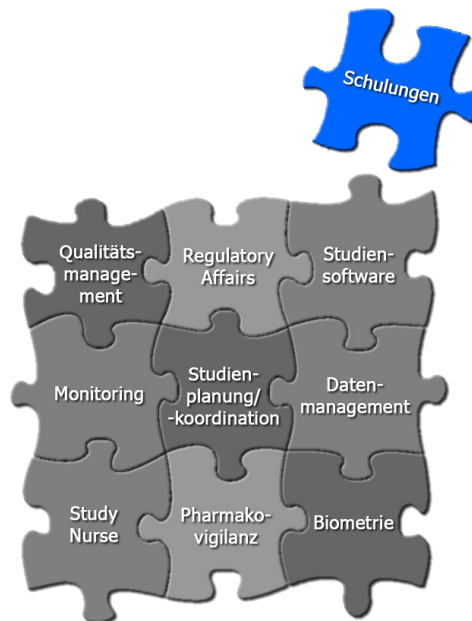 Schulungen
Qualitäts-
manage-
ment
Regulatory
Affairs
Studien-
software
Monitoring
Studien-
planung/
-koordination
Daten-
management
Study
Nurse
Pharmako-
vigilanz
Biometrie